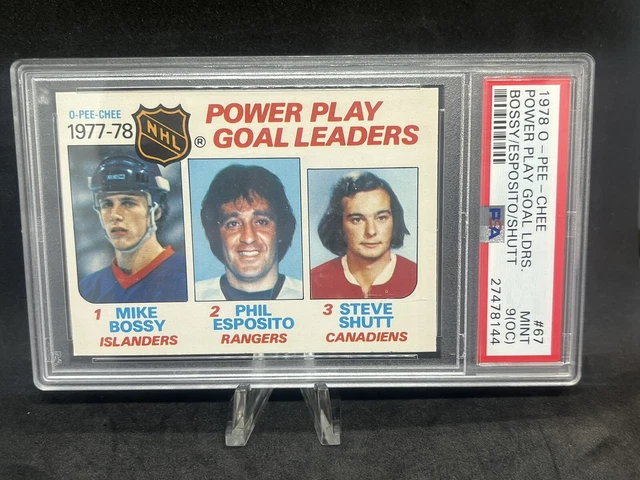 O-PEE-CHEE
1977-78
NHL
®
POWER PLAY
GOAL LEADERS
1 MIKE
BOSSY
ISLANDERS
2 PHIL
ESPOSITO
RANGERS
3 STEVE
SHUTT
CANADIENS
1978 O-PEE-CHEE #67
POWER PLAY GOAL LDRS. MINT
BOSSY/ESPOSITO/SHUTT 9(OC)
PSA 27478144